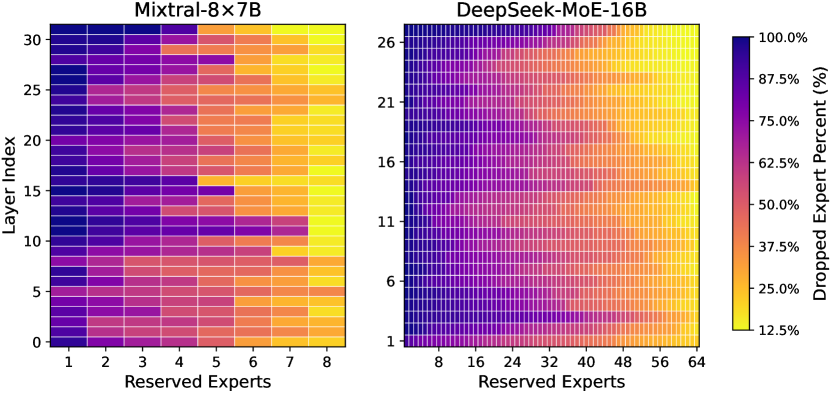 Mixtral-8×7B
DeepSeek-MoE-16B
Layer Index
30
25
20
15
10
5
0
1 2 3 4 5 6 7 8
Reserved Experts
26
21
16
11
6
1
8 16 24 32 40 48 56 64
Reserved Experts
100.0%
87.5%
75.0%
62.5%
50.0%
37.5%
25.0%
12.5%
Dropped Expert Percent (%)